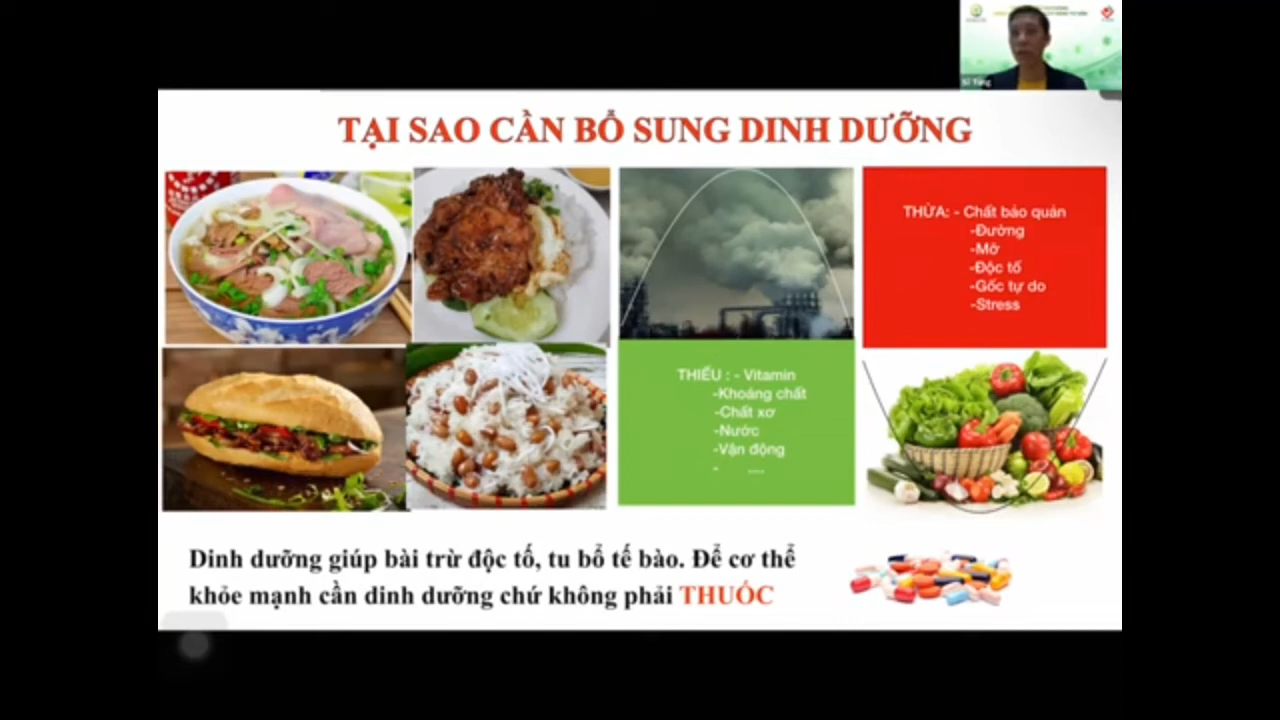 TẠI SAO CẦN BỔ SUNG DINH DƯỠNG
THỪA: - Chất bảo quản
-Đường
-Mỡ
-Độc tố
-Gốc tự do
-Stress
THIẾU : - Vitamin
-Khoáng chất
-Chất xơ
-Nước
-Vận động
- ....
Dinh dưỡng giúp bài trừ độc tố, tu bổ tế bào. Để cơ thể
khỏe mạnh cần dinh dưỡng chứ không phải THUỐC